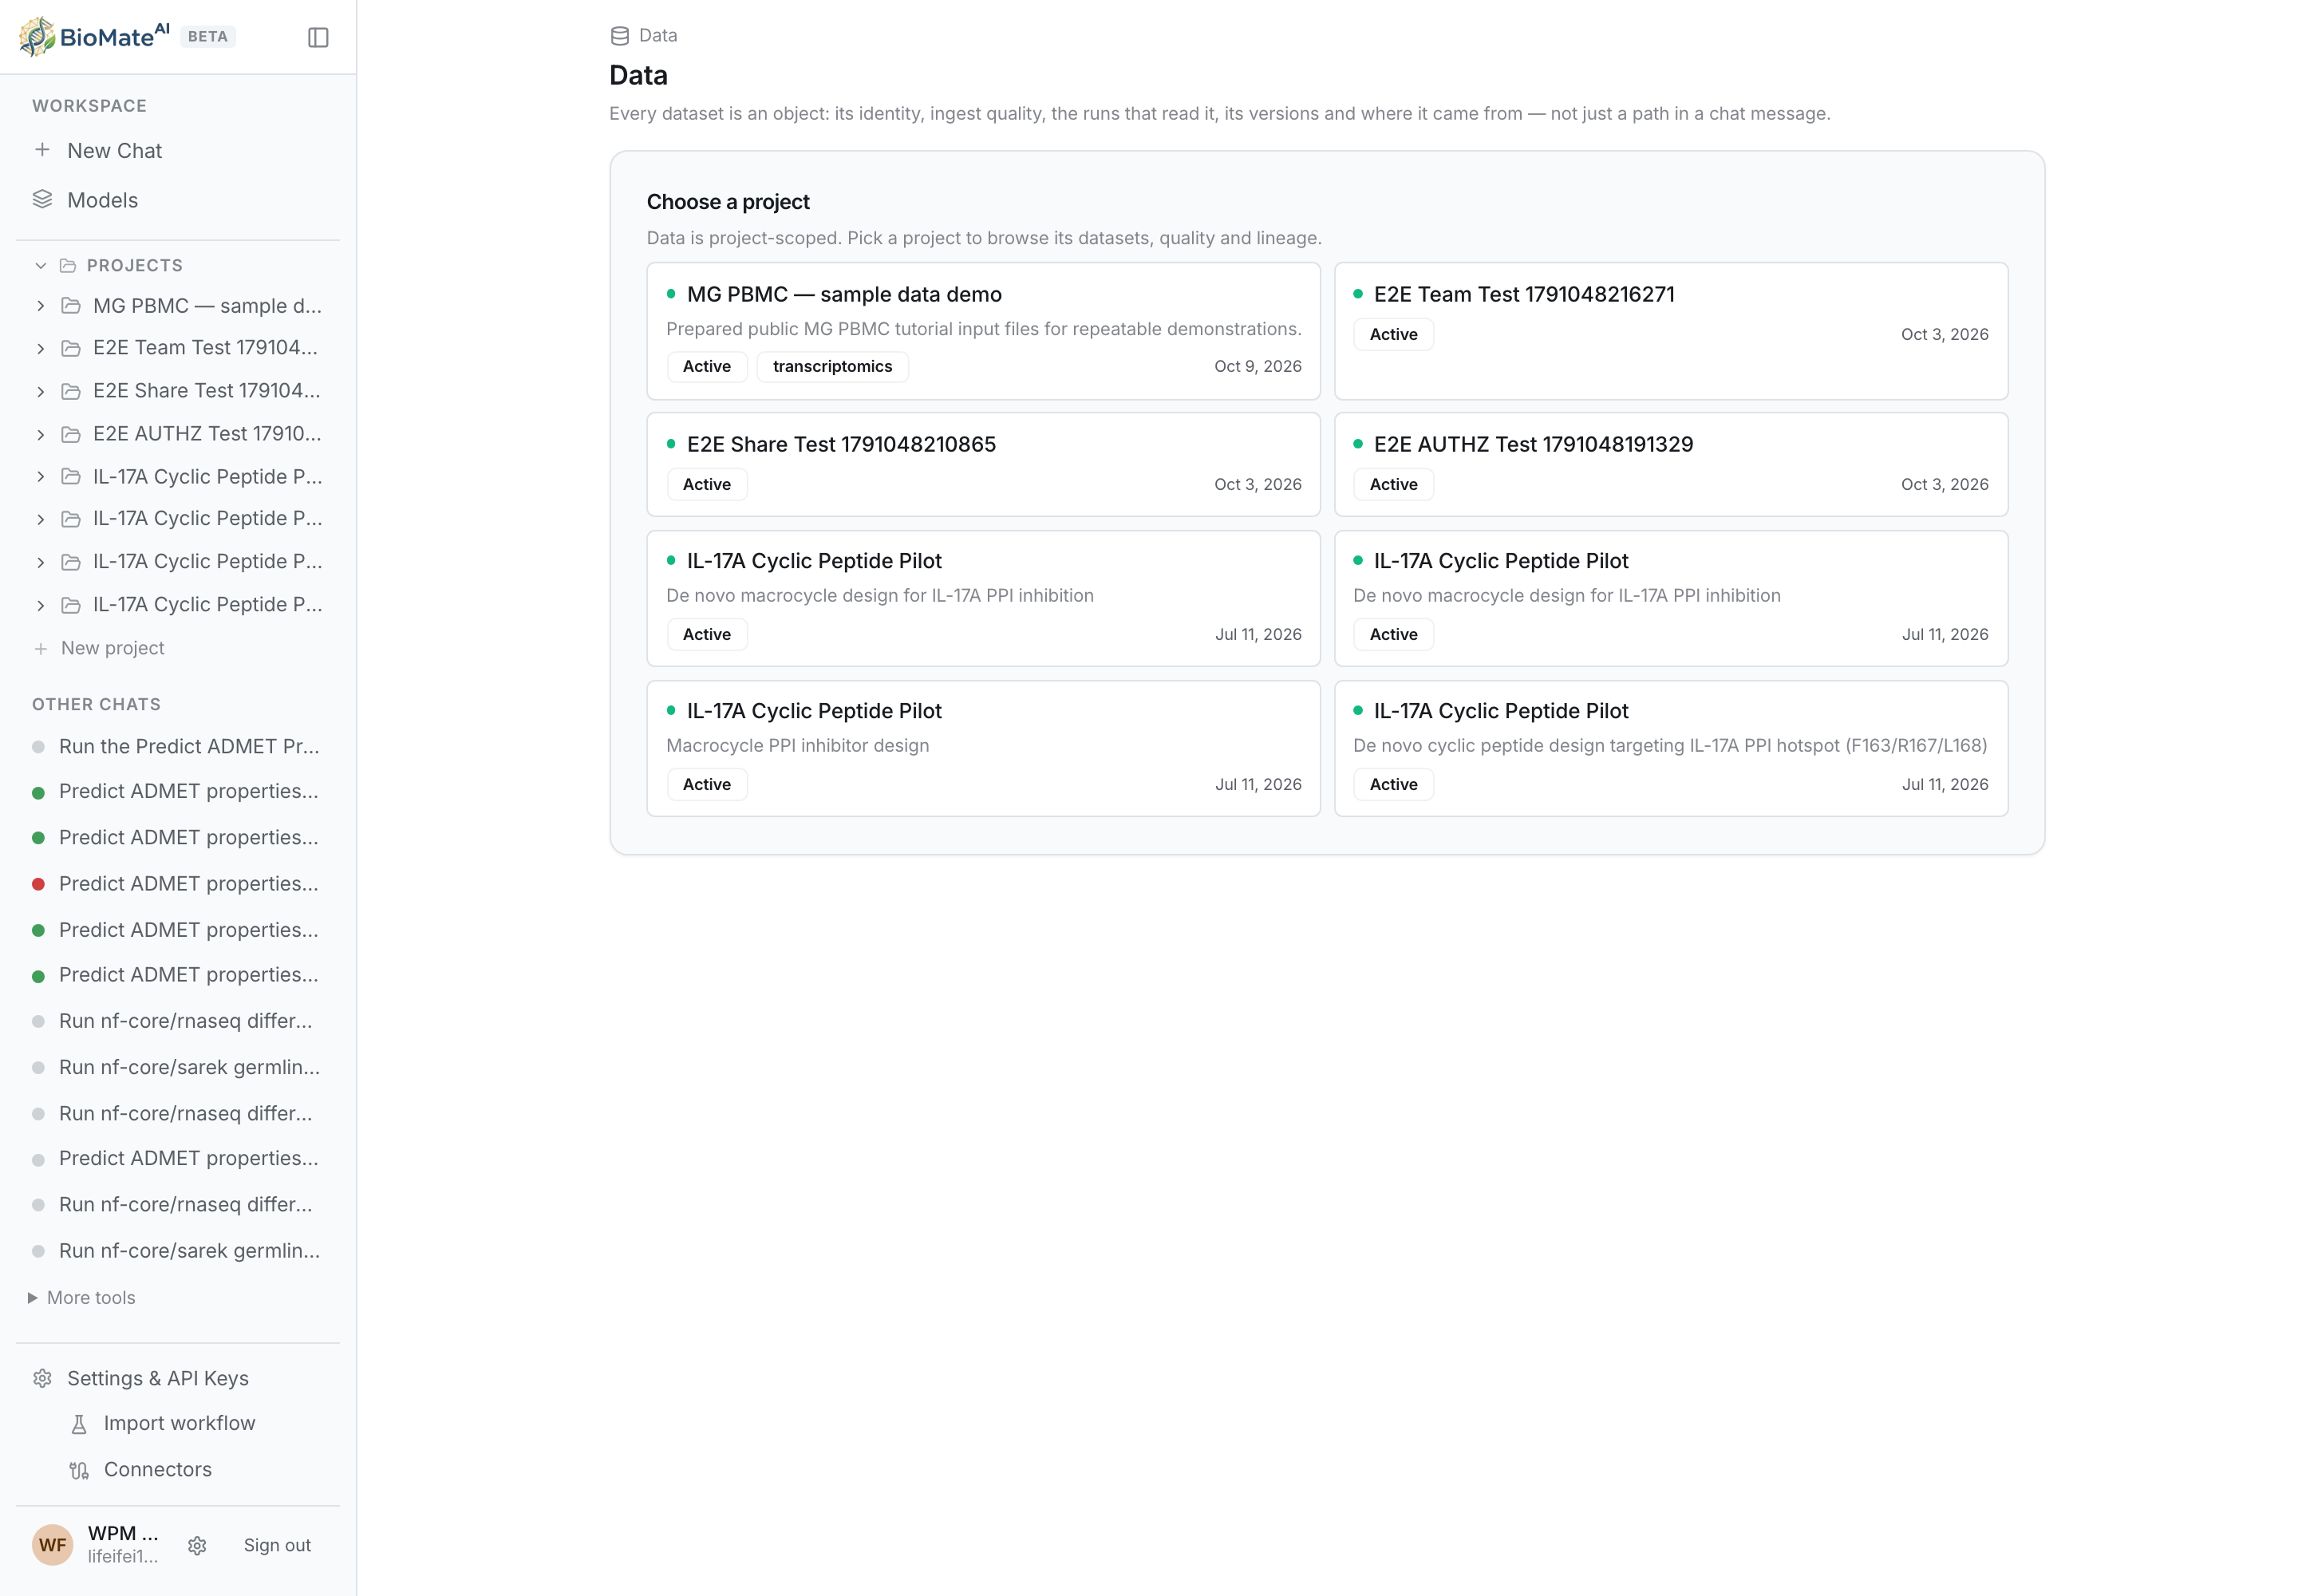 BioMate AI BETA
WORKSPACE
New Chat
Models
PROJECTS
MG PBMC — sample d...
E2E Team Test 179104...
E2E Share Test 179104...
E2E AUTHZ Test 17910...
IL-17A Cyclic Peptide P...
IL-17A Cyclic Peptide P...
IL-17A Cyclic Peptide P...
IL-17A Cyclic Peptide P...
New project
OTHER CHATS
Run the Predict ADMET Pr...
Predict ADMET properties...
Predict ADMET properties...
Predict ADMET properties...
Predict ADMET properties...
Predict ADMET properties...
Run nf-core/rnaseq differ...
Run nf-core/sarek germlin...
Run nf-core/rnaseq differ...
Predict ADMET properties...
Run nf-core/rnaseq differ...
Run nf-core/sarek germlin...
More tools
Settings & API Keys
Import workflow
Connectors
WF
WPM ...
lifeifei1...
Sign out
Data
Data
Every dataset is an object: its identity, ingest quality, the runs that read it, its versions and where it came from — not just a path in a chat message.
Choose a project
Data is project-scoped. Pick a project to browse its datasets, quality and lineage.
MG PBMC — sample data demo
Prepared public MG PBMC tutorial input files for repeatable demonstrations.
Active transcriptomics Oct 9, 2026
E2E Team Test 1791048216271
Active Oct 3, 2026
E2E Share Test 1791048210865
Active Oct 3, 2026
E2E AUTHZ Test 1791048191329
Active Oct 3, 2026
IL-17A Cyclic Peptide Pilot
De novo macrocycle design for IL-17A PPI inhibition
Active Jul 11, 2026
IL-17A Cyclic Peptide Pilot
De novo macrocycle design for IL-17A PPI inhibition
Active Jul 11, 2026
IL-17A Cyclic Peptide Pilot
Macrocycle PPI inhibitor design
Active Jul 11, 2026
IL-17A Cyclic Peptide Pilot
De novo cyclic peptide design targeting IL-17A PPI hotspot (F163/R167/L168)
Active Jul 11, 2026